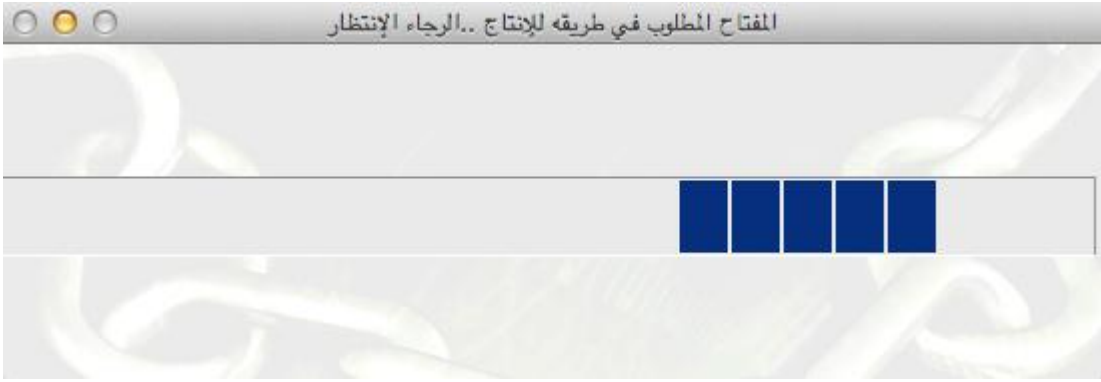 المفتاح المطلوب في طريقه للإنتاج ..الرجاء الإنتظار